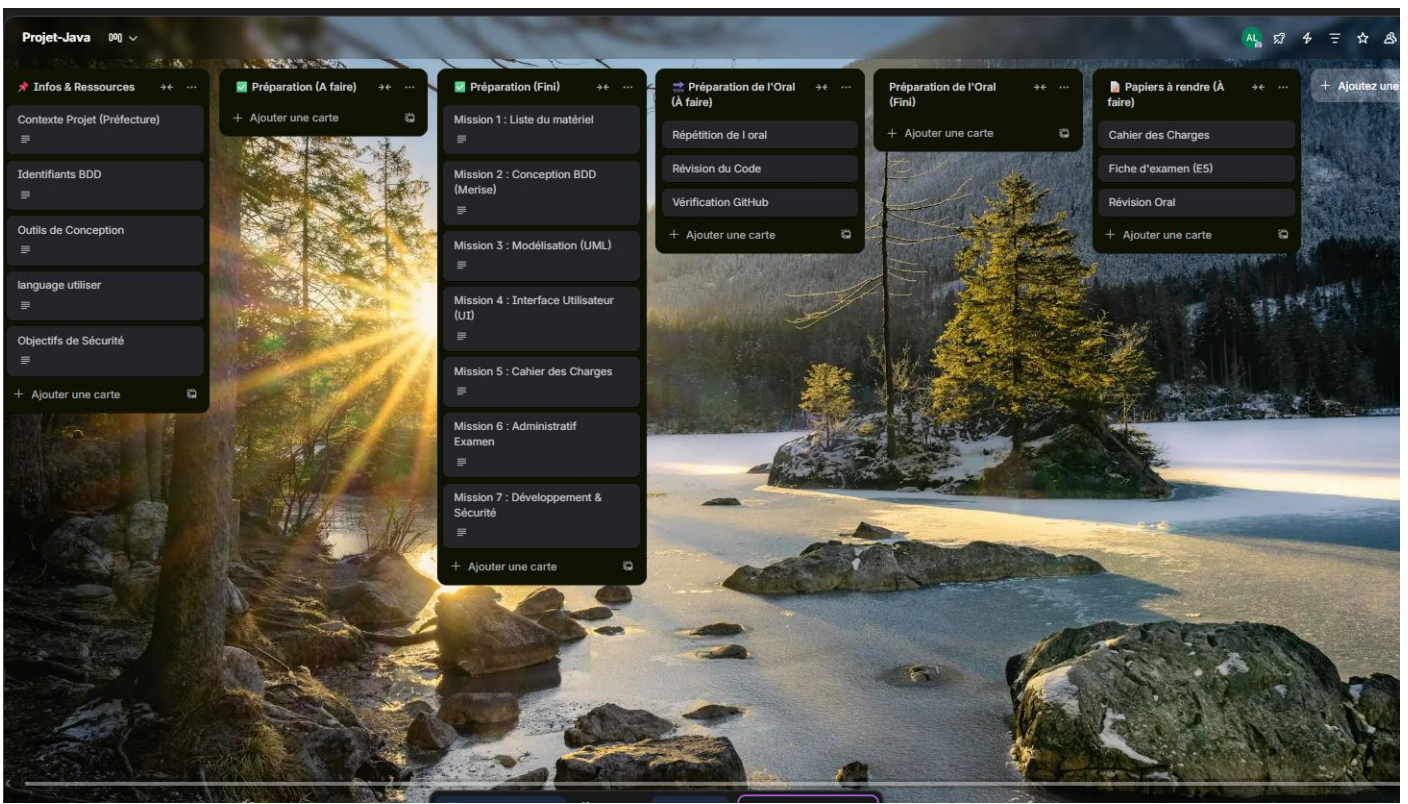 Projet-Java
AL
Infos & Ressources
Contexte Projet (Préfecture)
Identifiants BDD
Outils de Conception
language utiliser
Objectifs de Sécurité
+ Ajouter une carte
Préparation (A faire)
+ Ajouter une carte
Préparation (Fini)
Mission 1 : Liste du matériel
Mission 2 : Conception BDD
(Merise)
Mission 3 : Modélisation (UML)
Mission 4 : Interface Utilisateur
(UI)
Mission 5 : Cahier des Charges
Mission 6 : Administratif
Examen
Mission 7 : Développement &
Sécurité
+ Ajouter une carte
Préparation de l'Oral
(À faire)
Répétition de l oral
Révision du Code
Vérification GitHub
+ Ajouter une carte
Préparation de l'Oral
(Fini)
+ Ajouter une carte
Papiers à rendre (À
faire)
Cahier des Charges
Fiche d'examen (E5)
Révision Oral
+ Ajouter une carte
+ Ajoutez une